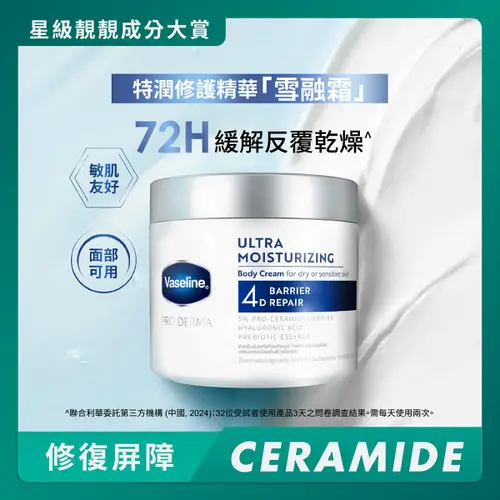 星級靚靚成分大賞
特潤修護精華「雪融霜」
72H緩解反覆乾燥^
敏肌
友好
面部
可用
ULTRA
MOISTURIZING
Body Cream for dry or sensitive skin
4D BARRIER
REPAIR
Vaseline®
PRO DERMA
5% PRO-CERAMIDE COMPLEX
HYALURONIC ACID
PREBIOTIC ESSENCE
^聯合利華委託第三方機構 (中國, 2024):32位受試者使用產品3天之問卷調查結果。需每天使用兩次。
修復屏障
CERAMIDE